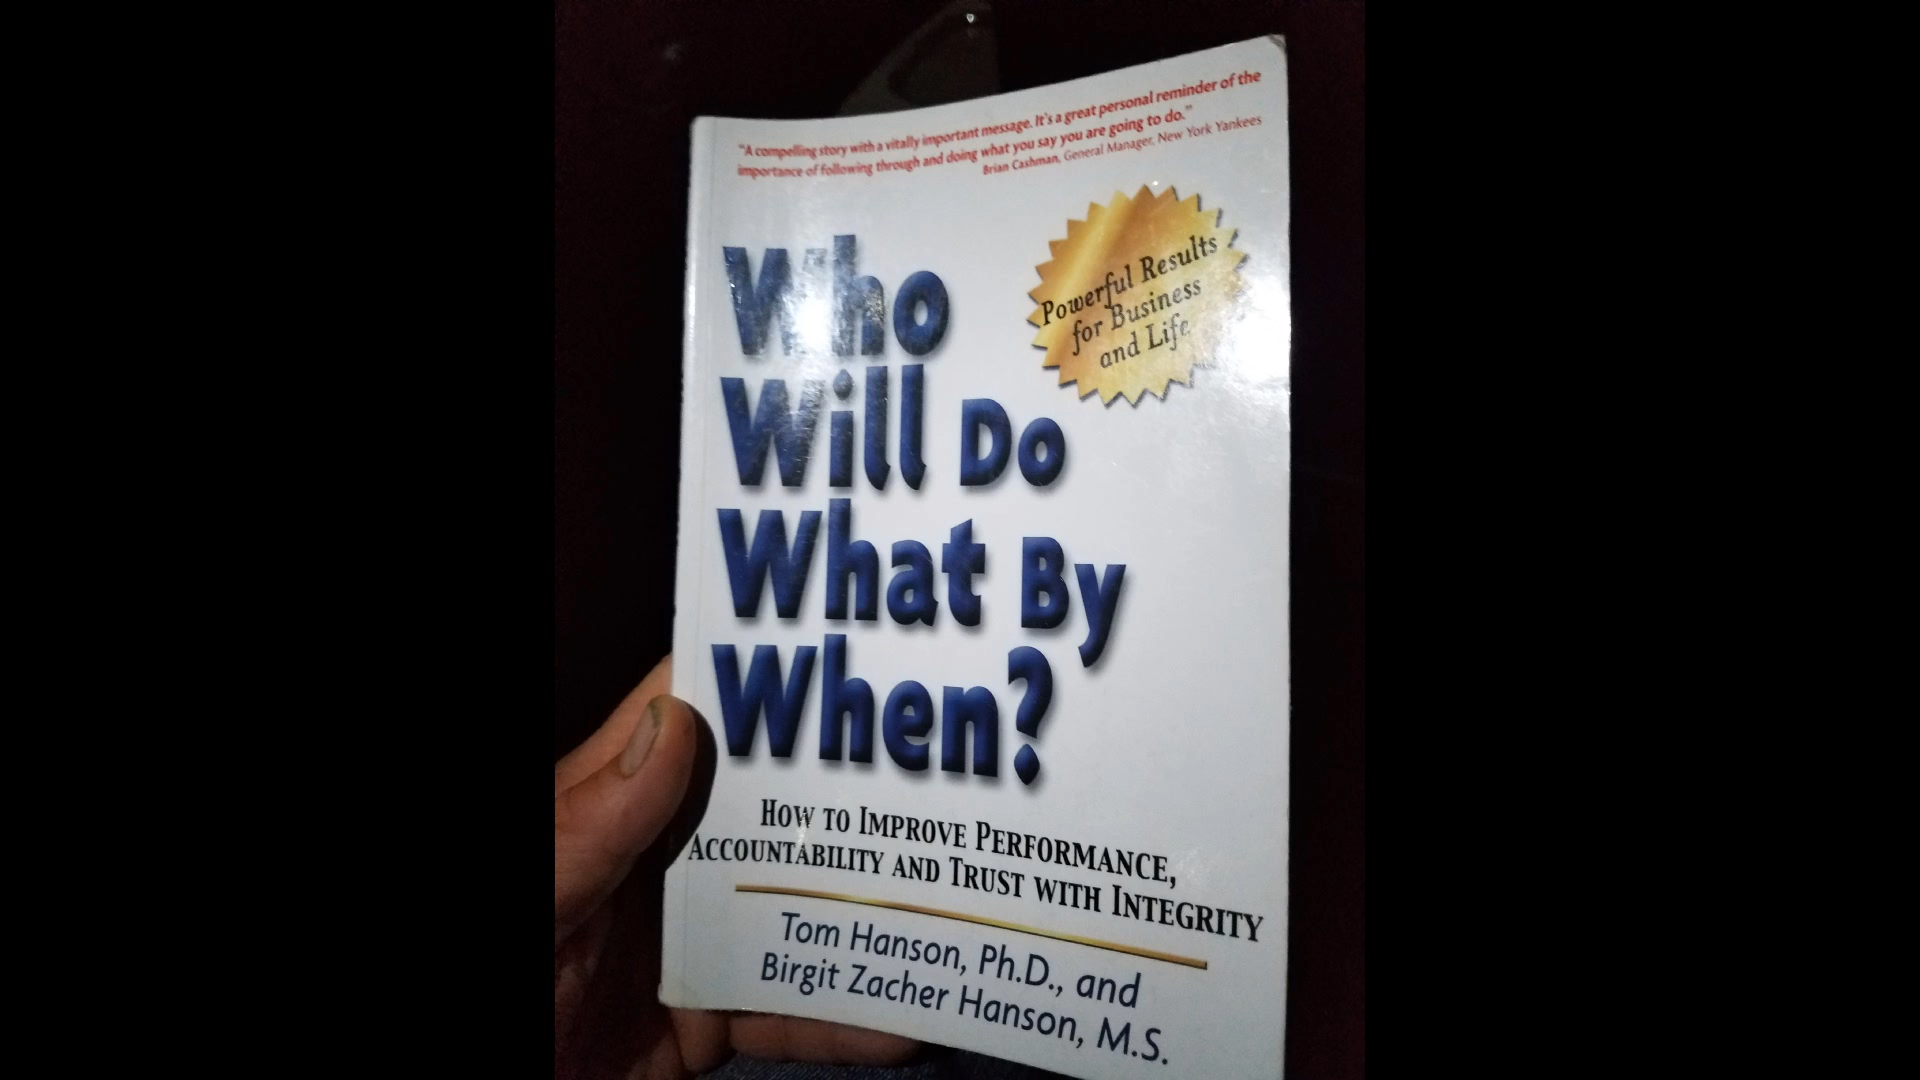 "A compelling story with a vitally important message. It's a great personal reminder of the
importance of following through and doing what you say you are going to do."
Brian Cashman, General Manager, New York Yankees
Powerful Results
for Business
and Life
Who
Will Do
What By
When?
How to Improve Performance,
Accountability and Trust with Integrity
Tom Hanson, Ph.D., and
Birgit Zacher Hanson, M.S.